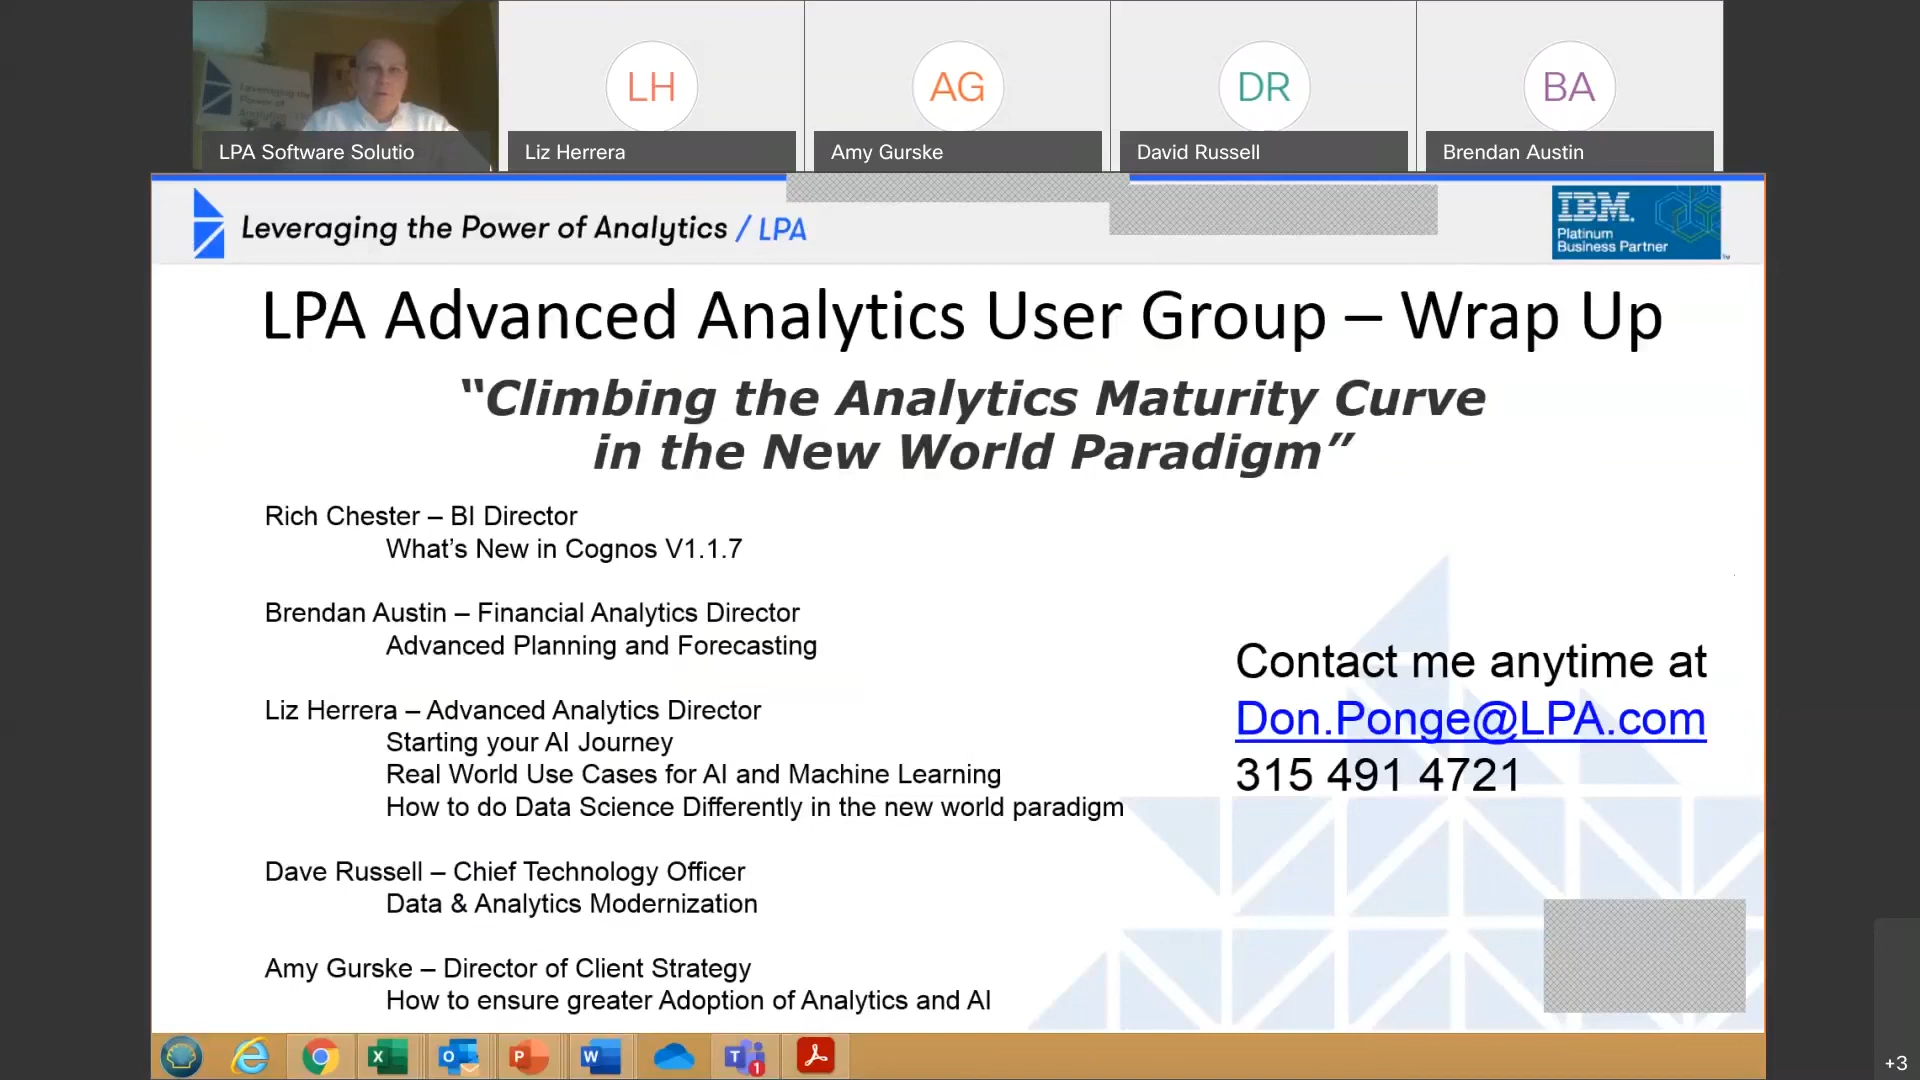 Leveraging the
Power of
LH
AG
DR
BA
LPA Software Solutio
Liz Herrera
Amy Gurske
David Russell
Brendan Austin
Leveraging the Power of Analytics / LPA
IBM.
Platinum
Business Partner
TM
LPA Advanced Analytics User Group – Wrap Up
“Climbing the Analytics Maturity Curve
in the New World Paradigm”
Rich Chester – BI Director
What’s New in Cognos V1.1.7
Brendan Austin – Financial Analytics Director
Advanced Planning and Forecasting
Liz Herrera – Advanced Analytics Director
Starting your AI Journey
Real World Use Cases for AI and Machine Learning
How to do Data Science Differently in the new world paradigm
Dave Russell – Chief Technology Officer
Data & Analytics Modernization
Amy Gurske – Director of Client Strategy
How to ensure greater Adoption of Analytics and AI
Contact me anytime at
Don.Ponge@LPA.com
315 491 4721
X
O
P
W
T
1
+3